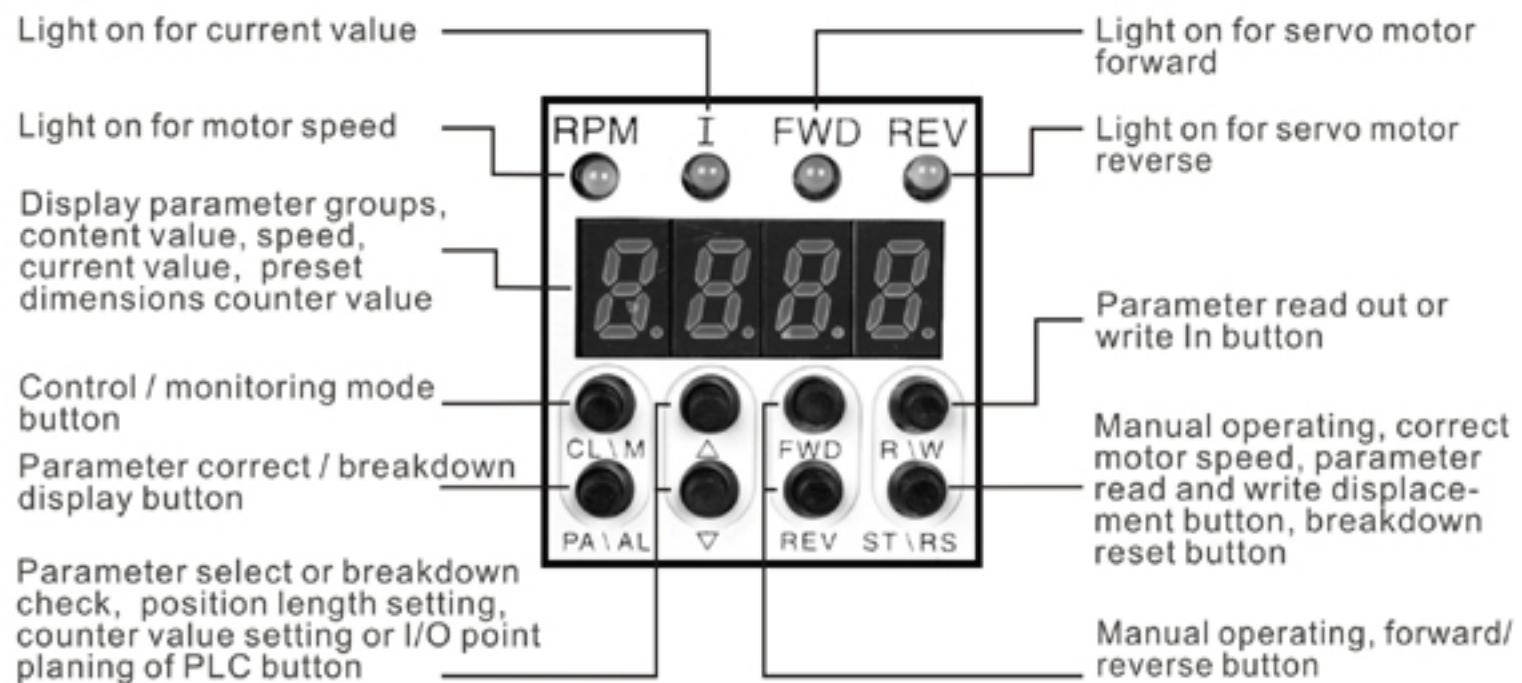 Light on for current value
Light on for servo motor
forward
Light on for motor speed
Light on for servo motor
reverse
RPM I FWD REV
Display parameter groups,
content value, speed,
current value, preset
dimensions counter value
Parameter read out or
write In button
Control / monitoring mode
button
CL\M △ FWD R\W
Parameter correct / breakdown
display button
Manual operating, correct
motor speed, parameter
read and write displace-
ment button, breakdown
reset button
PA\AL ▽ REV ST\RS
Parameter select or breakdown
check, position length setting,
counter value setting or I/O point
planing of PLC button
Manual operating, forward/
reverse button